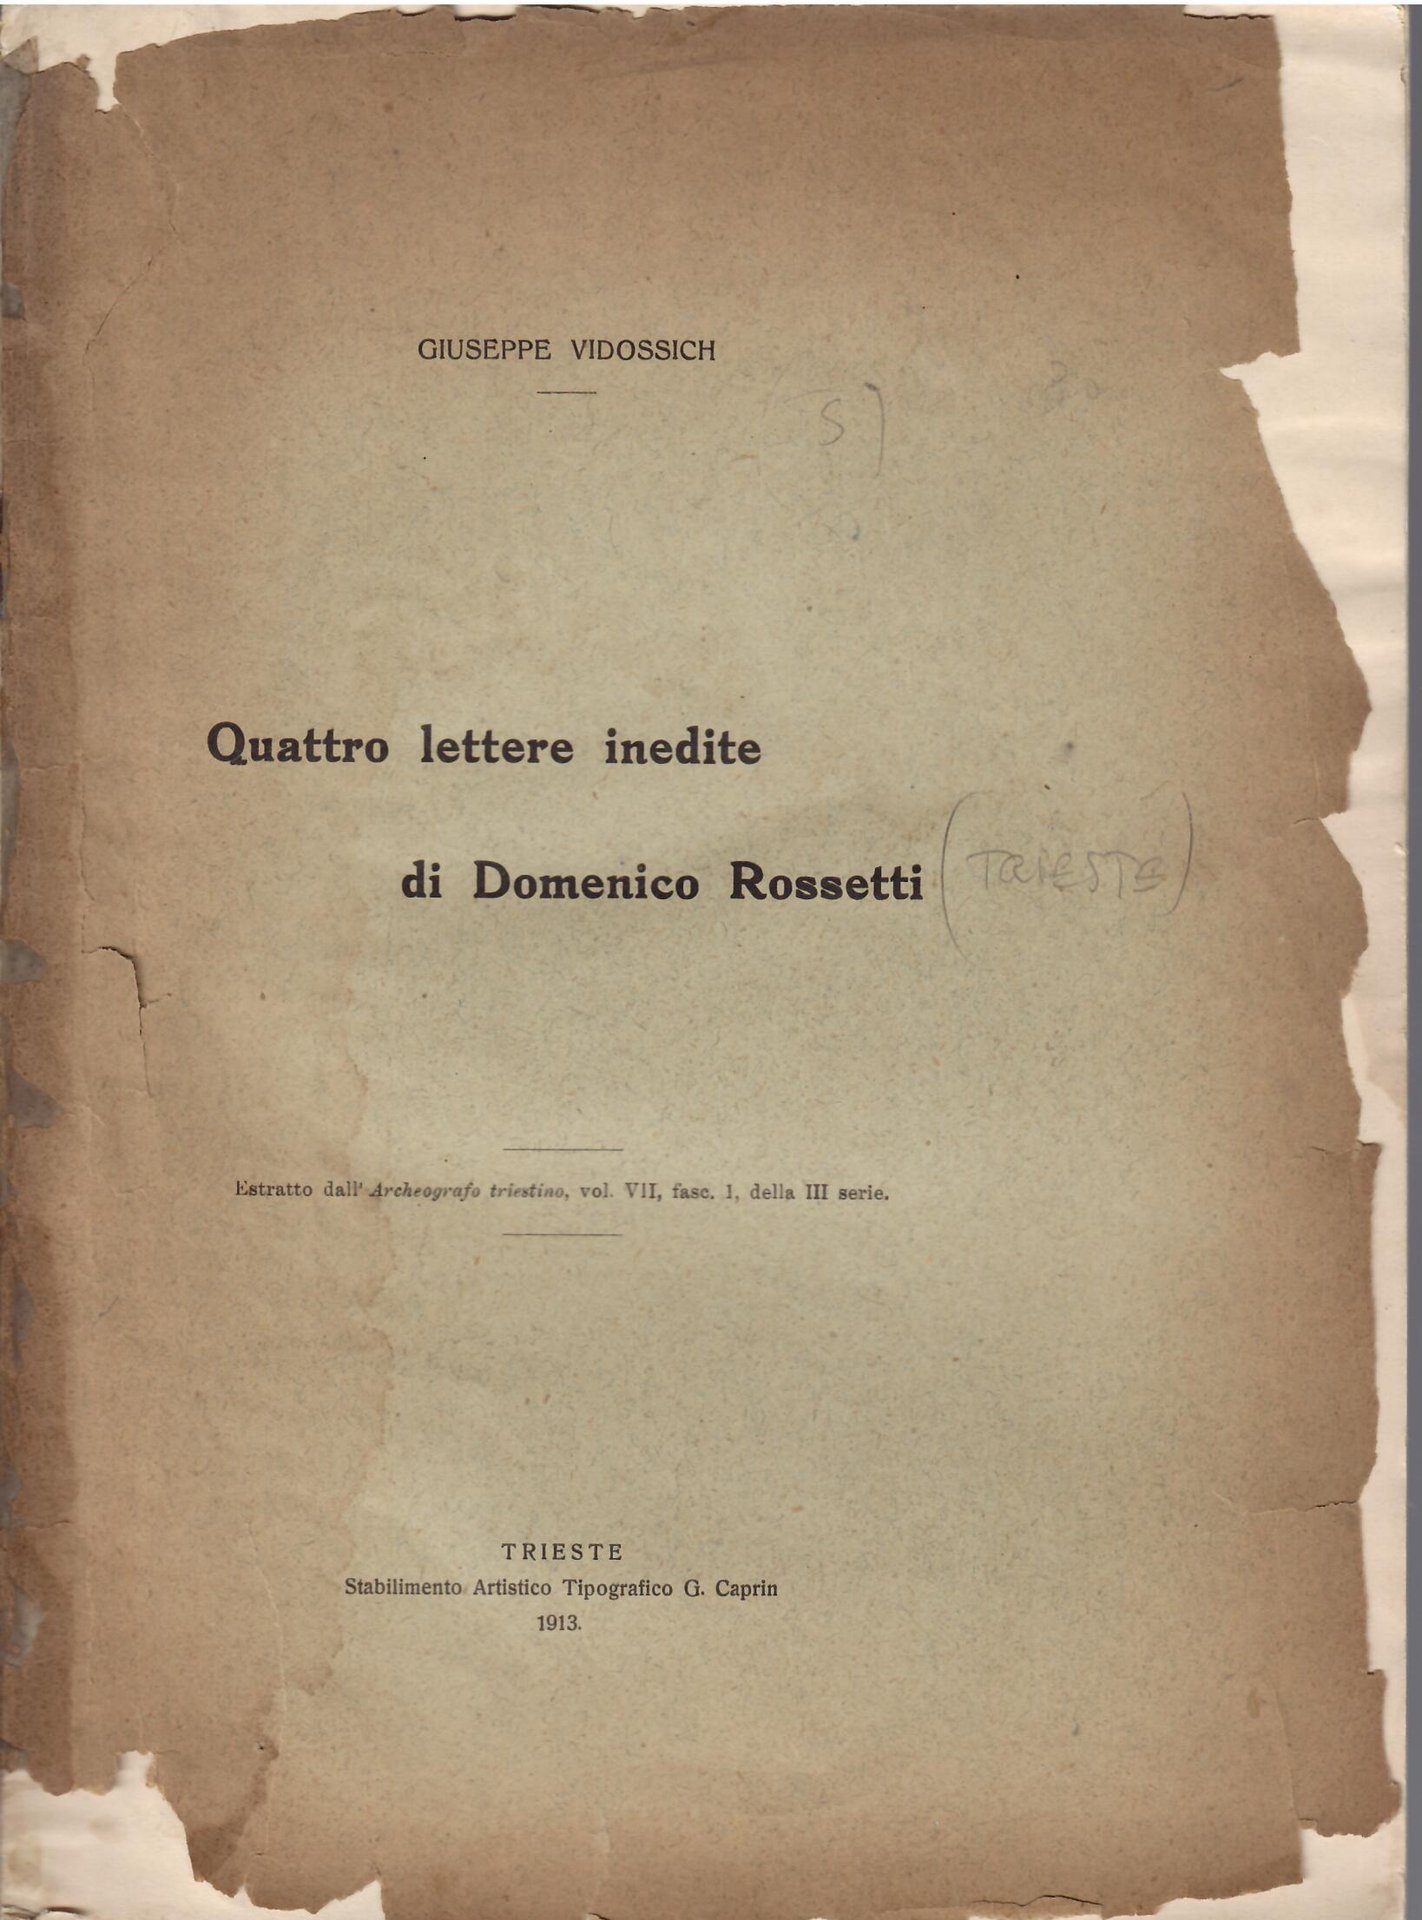 GIUSEPPE VIDOSSICH
S)
Quattro lettere inedite
di Domenico Rossetti (TRIESTE)
Estratto dall' Archeografo triestino, vol. VII, fasc. 1, della III serie.
TRIESTE
Stabilimento Artistico Tipografico G. Caprin
1913.